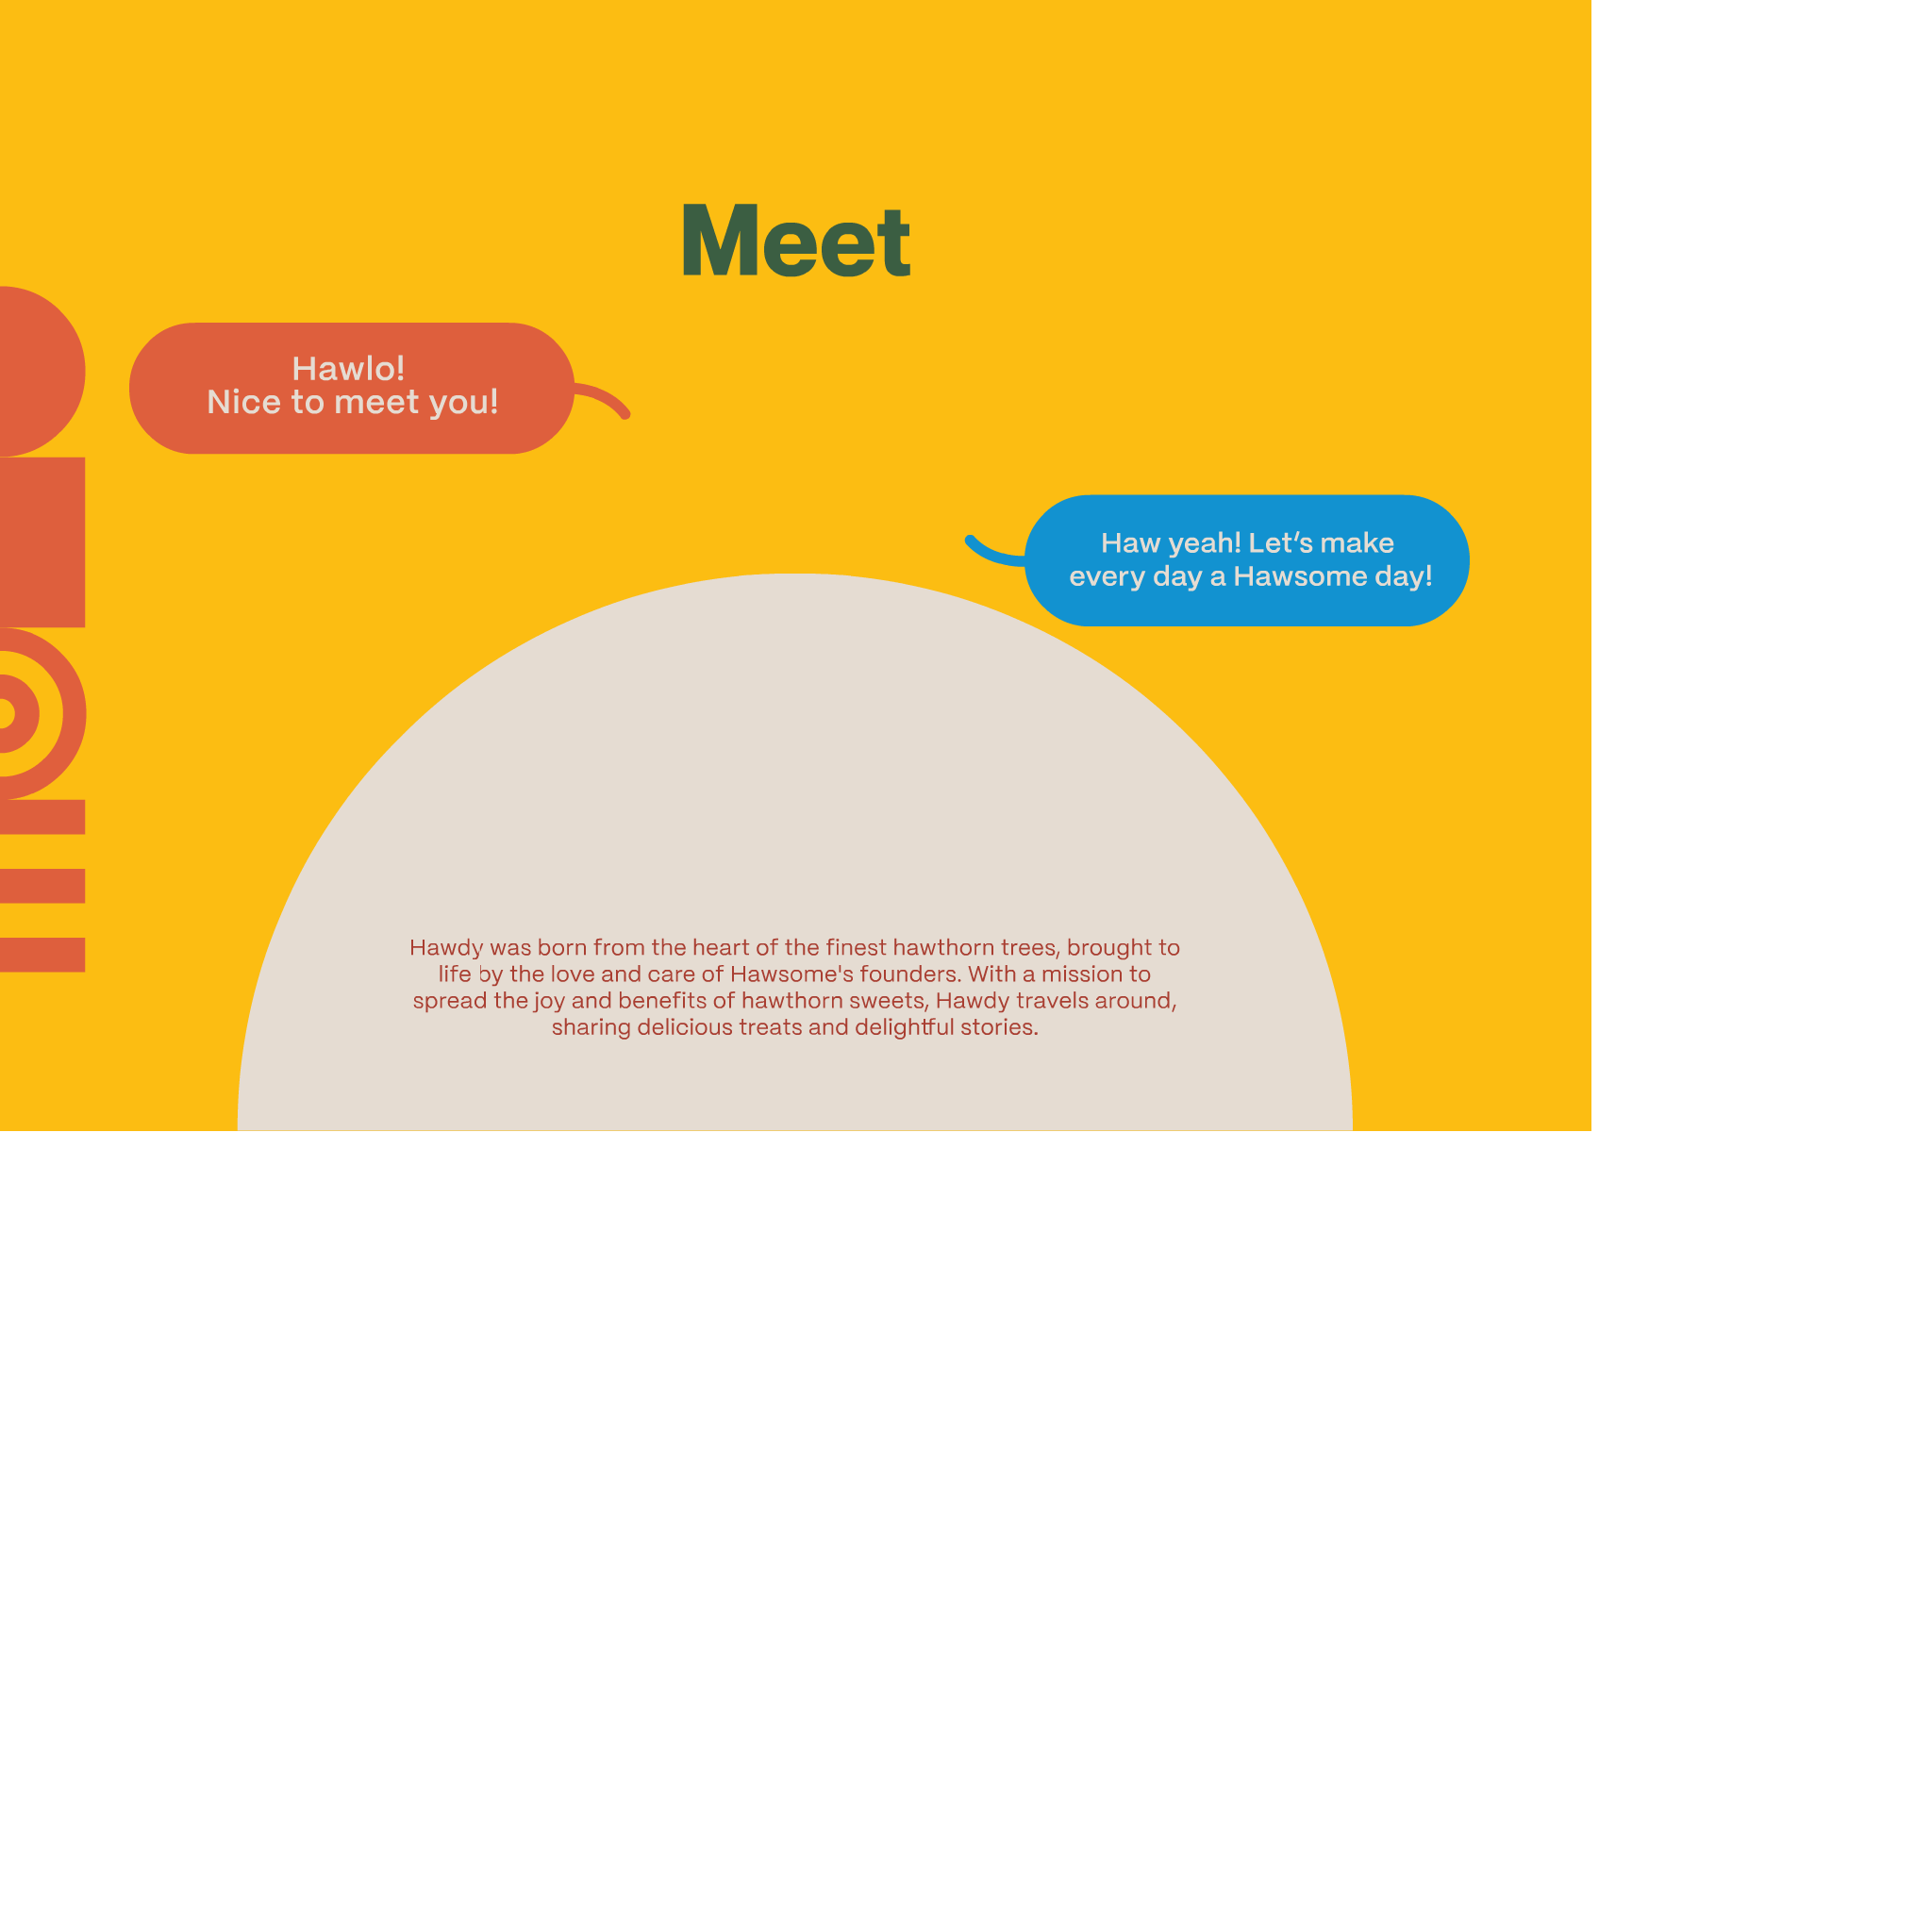 Meet
Hawlo!
Nice to meet you!
Haw yeah! Let‘s make
every day a Hawsome day!
Hawdy was born from the heart of the finest hawthorn trees, brought to
life by the love and care of Hawsome's founders. With a mission to
spread the joy and benefits of hawthorn sweets, Hawdy travels around,
sharing delicious treats and delightful stories.